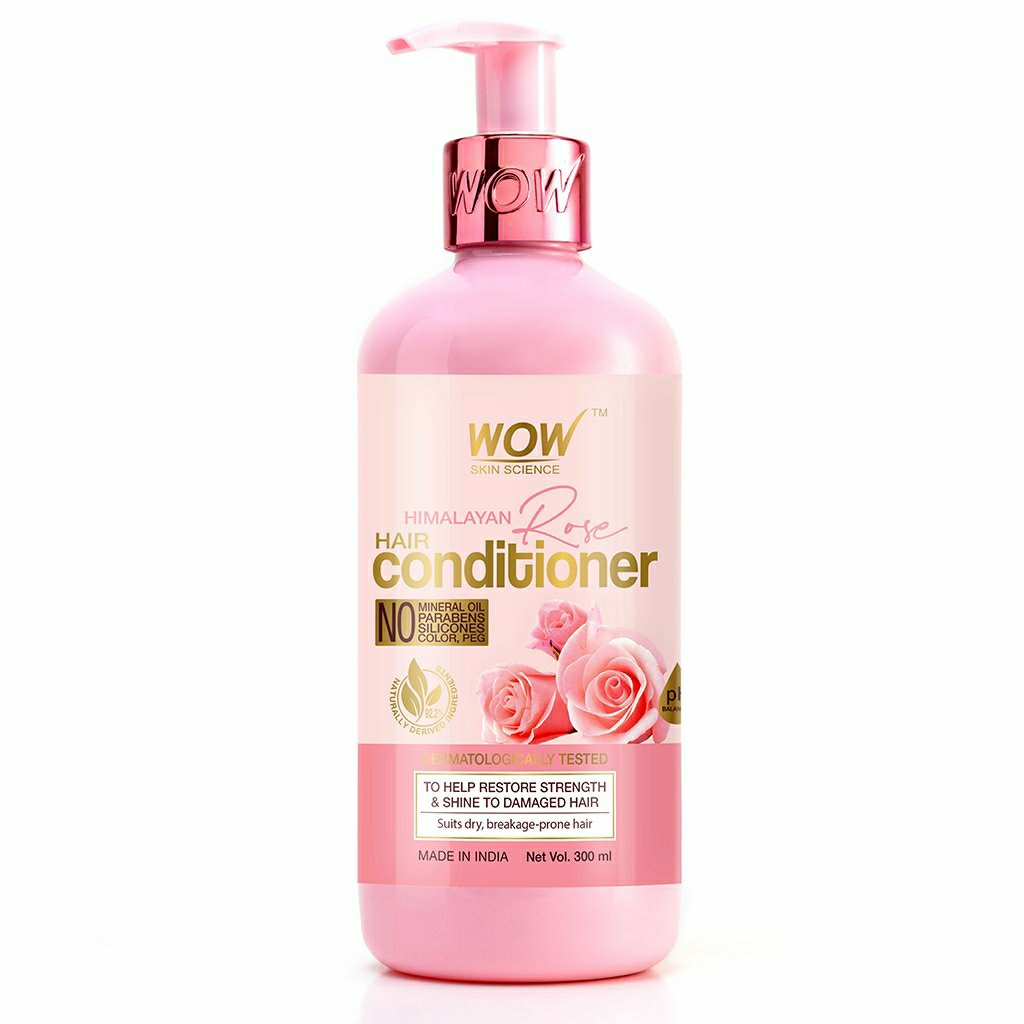 WOW
WOW™
SKIN SCIENCE
HIMALAYAN Rose
HAIR
conditioner
NO MINERAL OIL
PARABENS
SILICONES
COLOR, PEG
NATURALLY DERIVED INGREDIENTS
92.2%
DERMATOLOGICALLY TESTED
TO HELP RESTORE STRENGTH
& SHINE TO DAMAGED HAIR
Suits dry, breakage-prone hair
MADE IN INDIA Net Vol. 300 ml